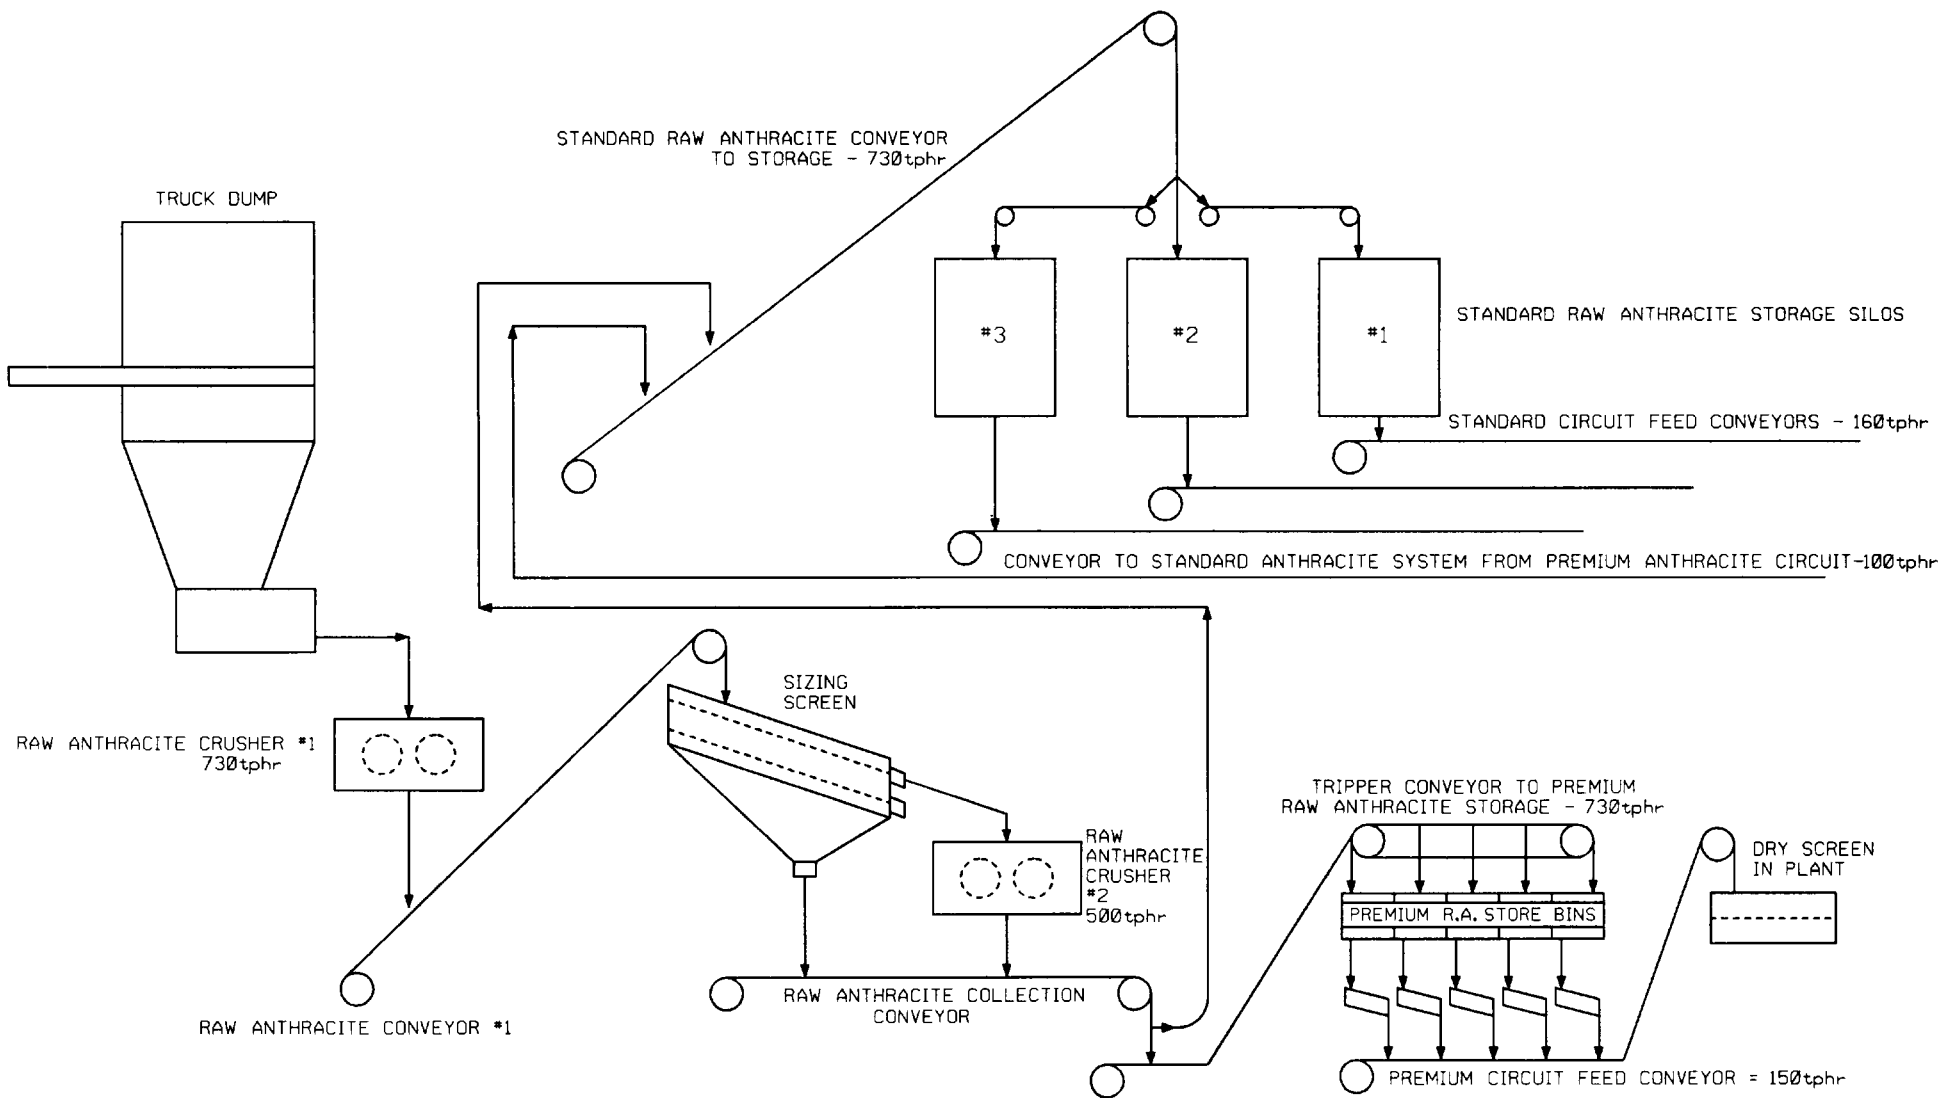 STANDARD RAW ANTHRACITE CONVEYOR
TO STORAGE - 730tphr
TRUCK DUMP
#3
#2
#1
STANDARD RAW ANTHRACITE STORAGE SILOS
STANDARD CIRCUIT FEED CONVEYORS - 160tphr
CONVEYOR TO STANDARD ANTHRACITE SYSTEM FROM PREMIUM ANTHRACITE CIRCUIT-100tphr
SIZING
SCREEN
RAW ANTHRACITE CRUSHER #1
730tphr
TRIPPER CONVEYOR TO PREMIUM
RAW ANTHRACITE STORAGE - 730tphr
RAW
ANTHRACITE
CRUSHER
#2
500tphr
DRY SCREEN
IN PLANT
PREMIUM R.A. STORE BINS
RAW ANTHRACITE COLLECTION
CONVEYOR
RAW ANTHRACITE CONVEYOR #1
PREMIUM CIRCUIT FEED CONVEYOR = 150tphr